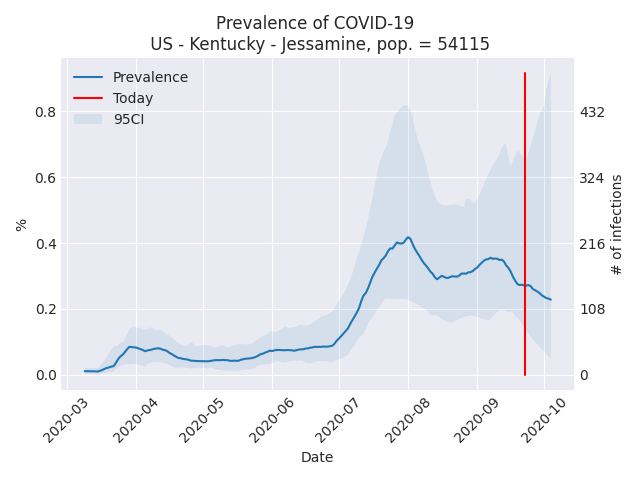 Prevalence of COVID-19
US - Kentucky - Jessamine, pop. = 54115
Prevalence
Today
95CI
%
0.8
0.6
0.4
0.2
0.0
432
324
216
108
0
# of infections
2020-03
2020-04
2020-05
2020-06
2020-07
2020-08
2020-09
2020-10
Date